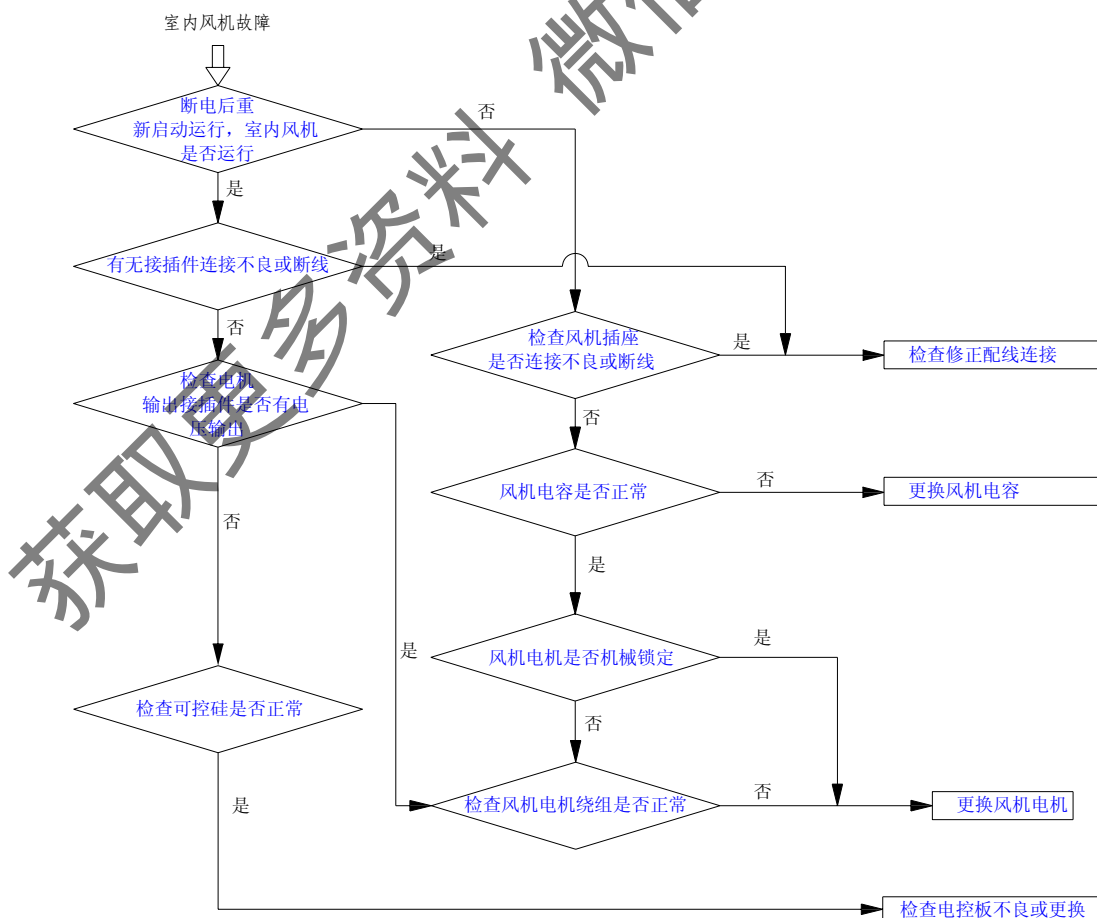 室内风机故障
断电后重
新启动运行，室内风机
是否运行
否
是
有无接插件连接不良或断线
是
否
检查风机插座
是否连接不良或断线
是
检查修正配线连接
检查电机
输出接插件是否有电
压输出
否
风机电容是否正常
否
更换风机电容
否
是
风机电机是否机械锁定
是
是
检查可控硅是否正常
否
检查风机电机绕组是否正常
否
更换风机电机
是
检查电控板不良或更换
获取更多资料 微